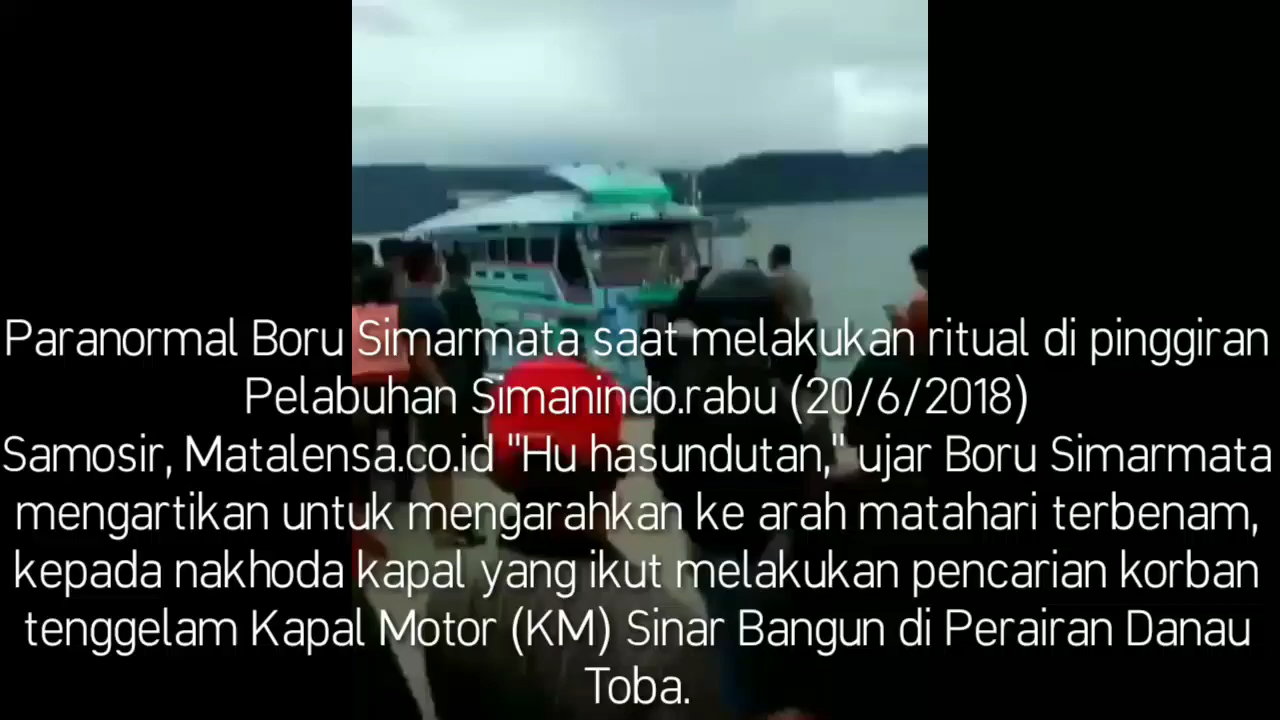 Paranormal Boru Simarmata saat melakukan ritual di pinggiran
Pelabuhan Simanindo.rabu (20/6/2018)
Samosir, Matalensa.co.id "Hu hasundutan," ujar Boru Simarmata
mengartikan untuk mengarahkan ke arah matahari terbenam,
kepada nakhoda kapal yang ikut melakukan pencarian korban
tenggelam Kapal Motor (KM) Sinar Bangun di Perairan Danau
Toba.